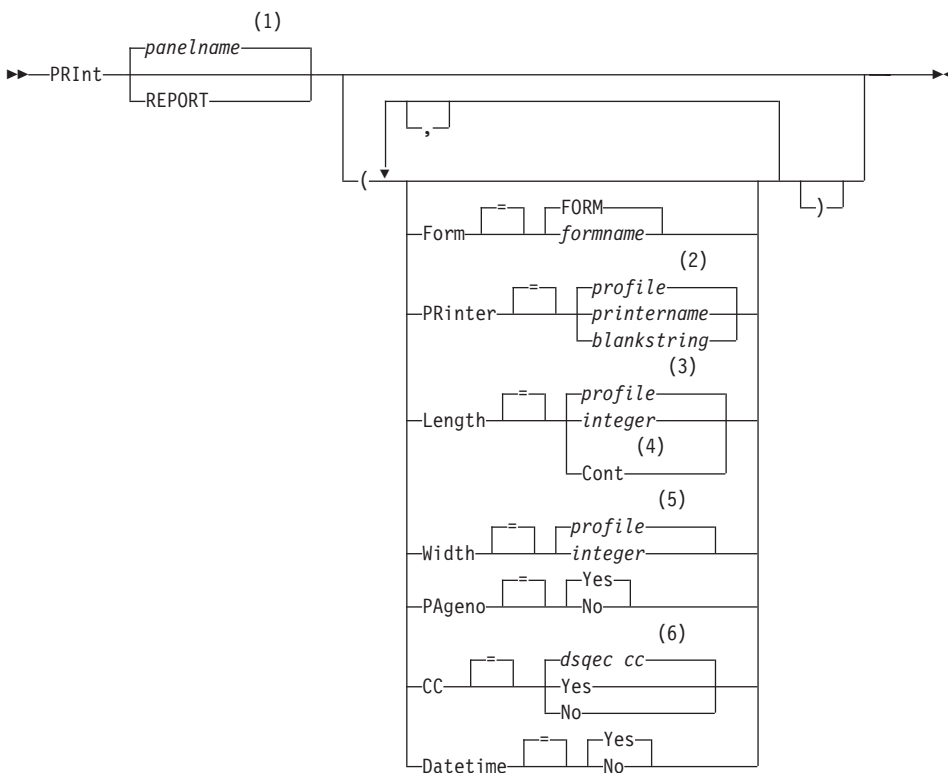 (1)
panelname
PRInt
REPORT
,
(
)
=
FORM
Form
formname
(2)
=
profile
PRinter
printername
blankstring
(3)
=
profile
Length
integer
(4)
Cont
(5)
=
profile
Width
integer
=
Yes
PAgeno
No
(6)
=
dsqec cc
CC
Yes
No
=
Yes
Datetime
No